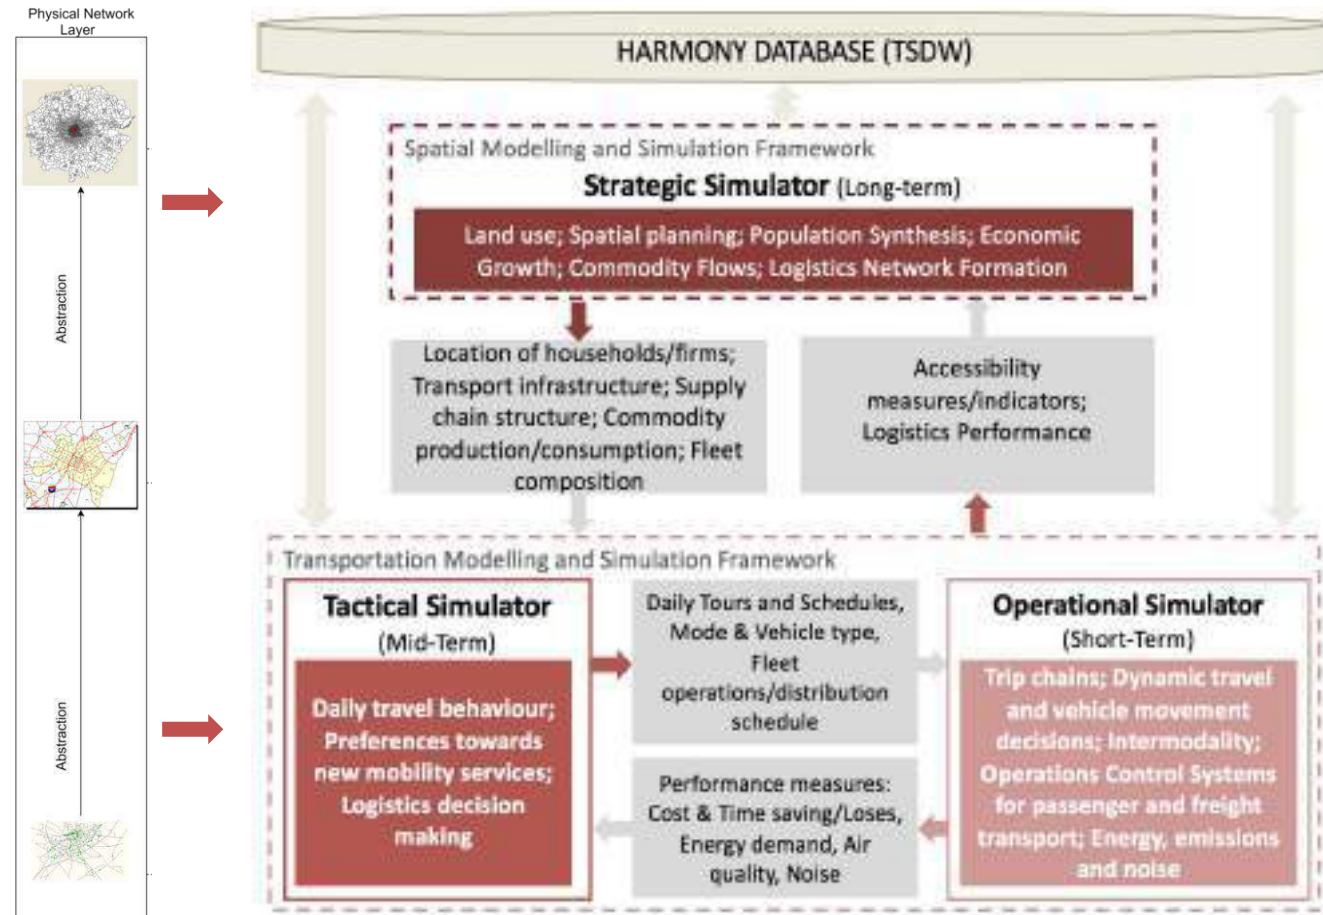 Physical Network
Layer
Abstraction
Abstraction
HARMONY DATABASE (TSDW)
Spatial Modelling and Simulation Framework
Strategic Simulator (Long-term)
Land use; Spatial planning; Population Synthesis; Economic
Growth; Commodity Flows; Logistics Network Formation
Location of households/firms;
Transport infrastructure; Supply
chain structure; Commodity
production/consumption; Fleet
composition
Accessibility
measures/indicators;
Logistics Performance
Transportation Modelling and Simulation Framework
Tactical Simulator
(Mid-Term)
Daily travel behaviour;
Preferences towards
new mobility services;
Logistics decision
making
Daily Tours and Schedules,
Mode & Vehicle type,
Fleet
operations/distribution
schedule
Performance measures:
Cost & Time saving/Loses,
Energy demand, Air
quality, Noise
Operational Simulator
(Short-Term)
Trip chains; Dynamic travel
and vehicle movement
decisions; Intermodality;
Operations Control Systems
for passenger and freight
transport; Energy, emissions
and noise